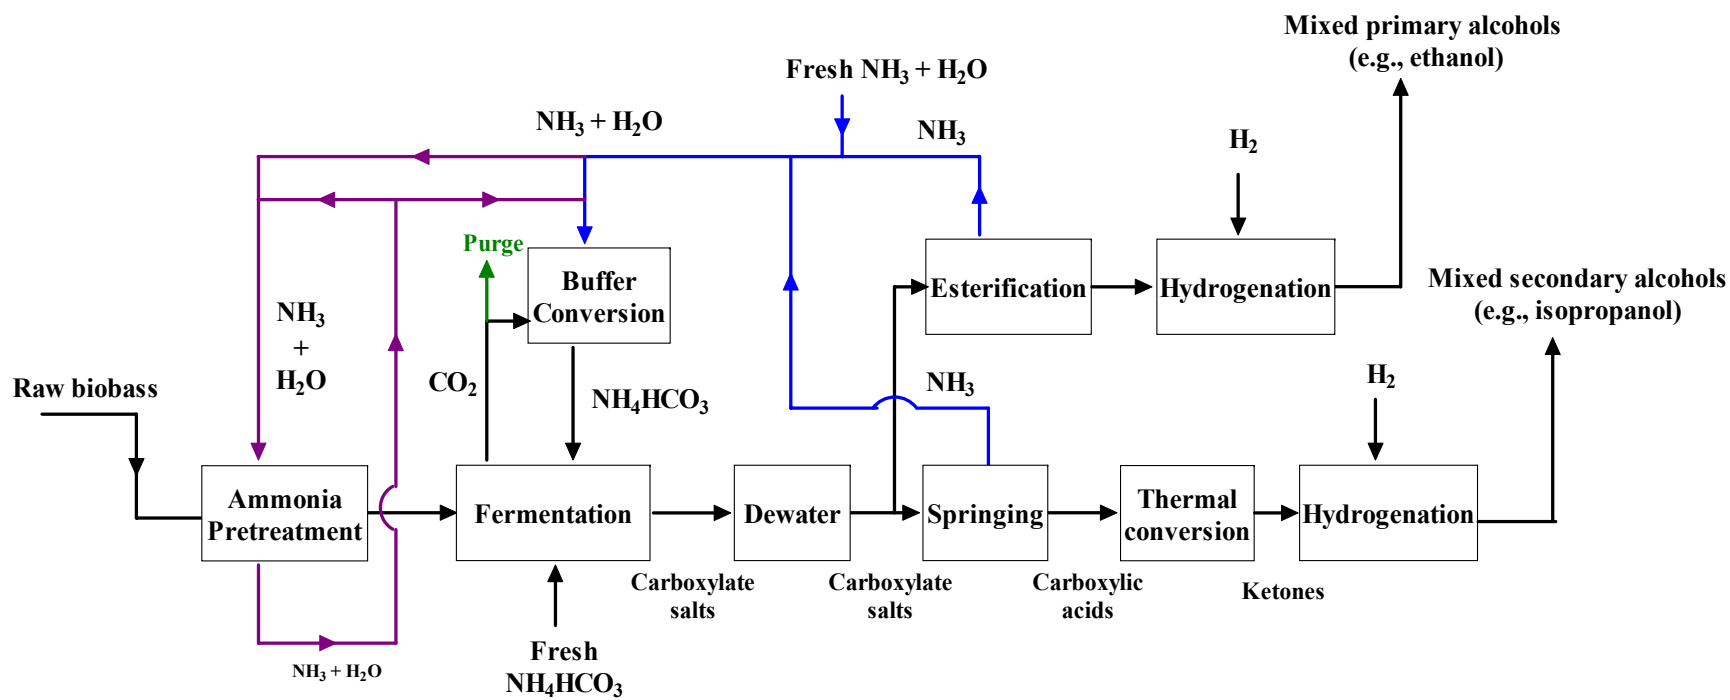 Mixed primary alcohols
(e.g., ethanol)
Fresh NH₃ + H₂O
NH₃ + H₂O
NH₃
H₂
Purge
Buffer
Conversion
Esterification
Hydrogenation
Mixed secondary alcohols
(e.g., isopropanol)
NH₃
+
H₂O
Raw biobass
CO₂
NH₄HCO₃
NH₃
H₂
Ammonia
Pretreatment
Fermentation
Dewater
Springing
Thermal
conversion
Hydrogenation
Carboxylate
salts
Carboxylate
salts
Carboxylic
acids
Ketones
NH₃ + H₂O
Fresh
NH₄HCO₃